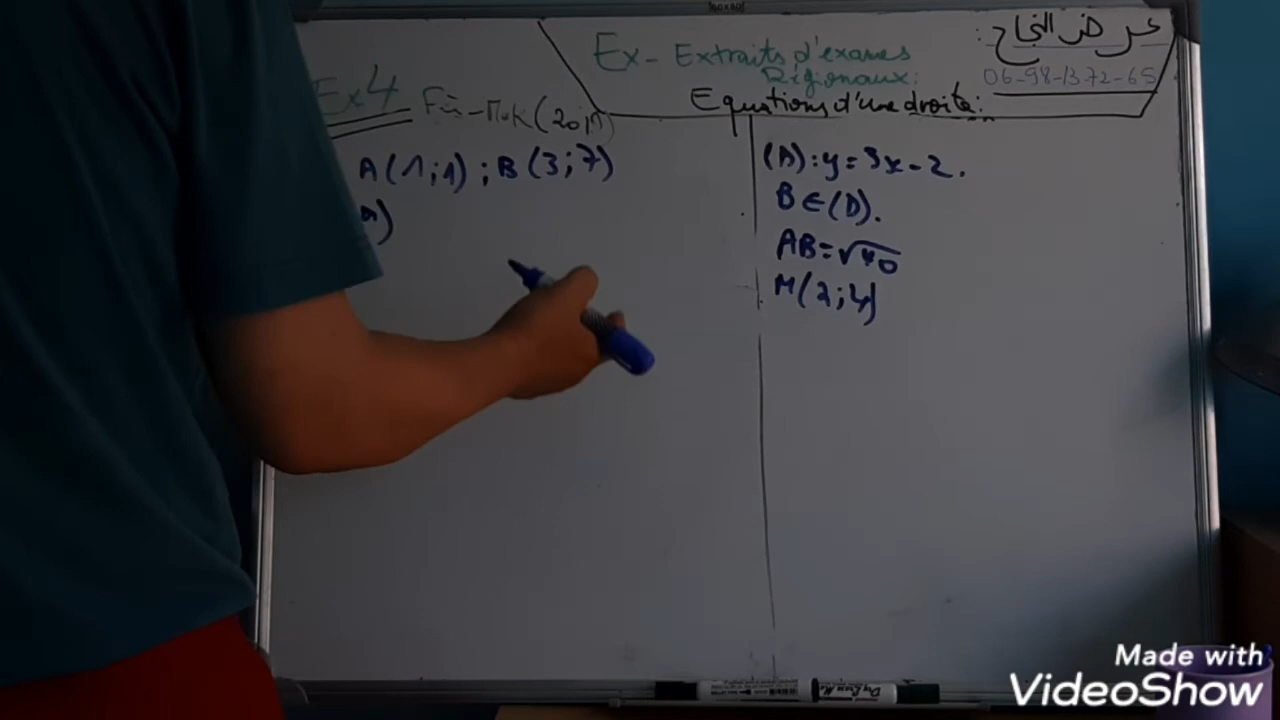 عرض النجاح:
06-98-13-72-65
Ex - Extraits d'exames
Régionaux:
Equations d'une droite:
Ex4
A(1;1) ; B(3;7)
a)
(D): y = 3x - 2.
B ∈ (D).
AB = √40
M(2;4)
Made with
VideoShow